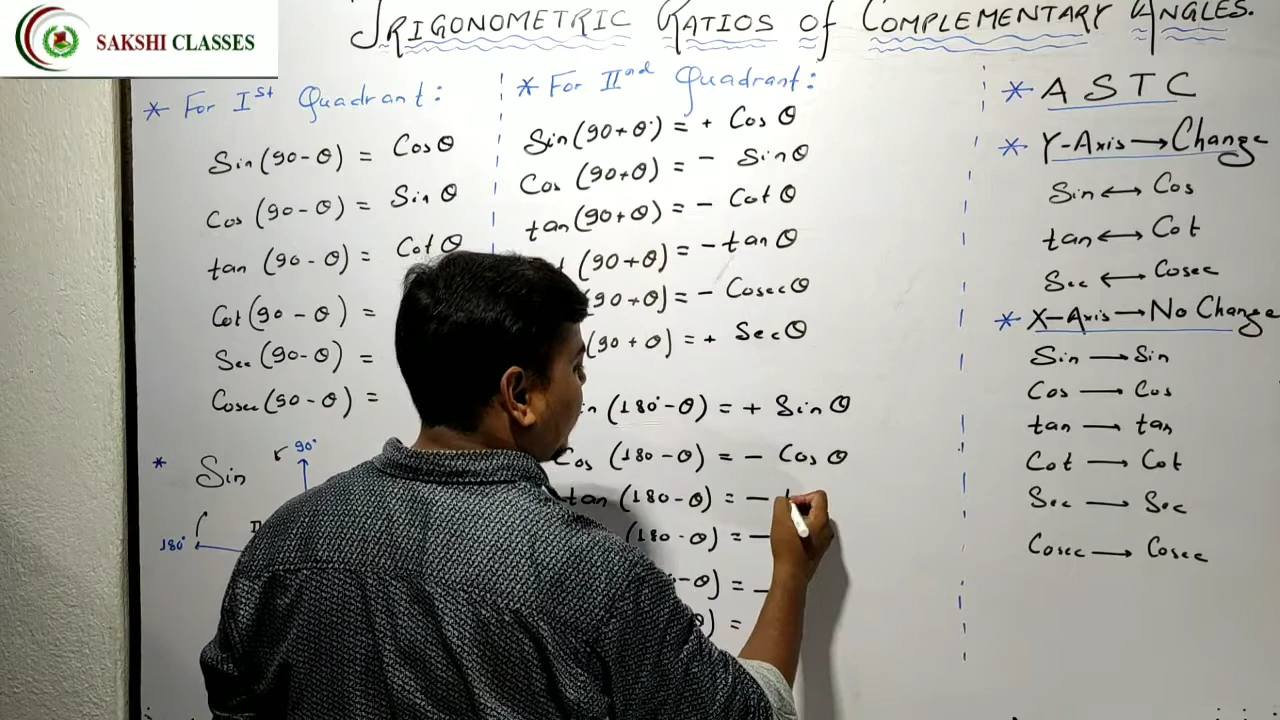 SAKSHI CLASSES
TRIGONOMETRIC RATIOS of COMPLEMENTARY ANGLES.
* For Ist Quadrant:
Sin(90-θ) = Cosθ
Cos (90-θ) = Sin θ
tan (90-θ) = Cot θ
Cot(90-θ) =
Sec (90-θ) =
Cosec (90-θ) =
* Sin
90°
180°
* For IInd Quadrant:
Sin(90+θ) = + Cos θ
Cos (90+θ) = - Sinθ
tan(90+θ) = - Cot θ
(90+θ) = -tan θ
(90+θ) = - Cosec θ
(90+θ) = + Sec θ
(180°-θ) = + Sin θ
Cos (180-θ) = - Cos θ
tan (180-θ) = -
(180-θ) = -
-θ) = -
) =
* A S T C
* Y-Axis → Change
Sin ↔ Cos
tan ↔ Cot
Sec ↔ Cosec
* X-Axis → No Change
Sin → Sin
Cos → Cos
tan → tan
Cot → Cot
Sec → Sec
Cosec → Cosec